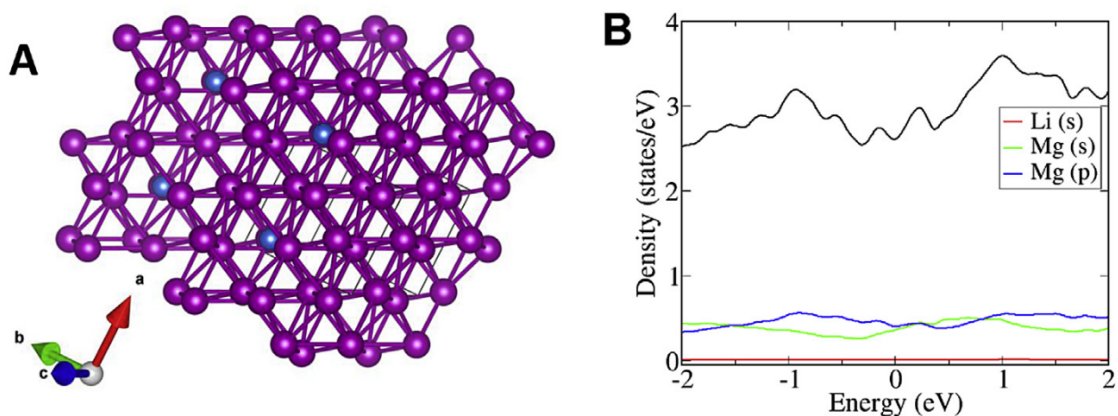 A
a
b
c
B
4
3
2
1
0
Density (states/eV)
Li (s)
Mg (s)
Mg (p)
-2
-1
0
1
2
Energy (eV)